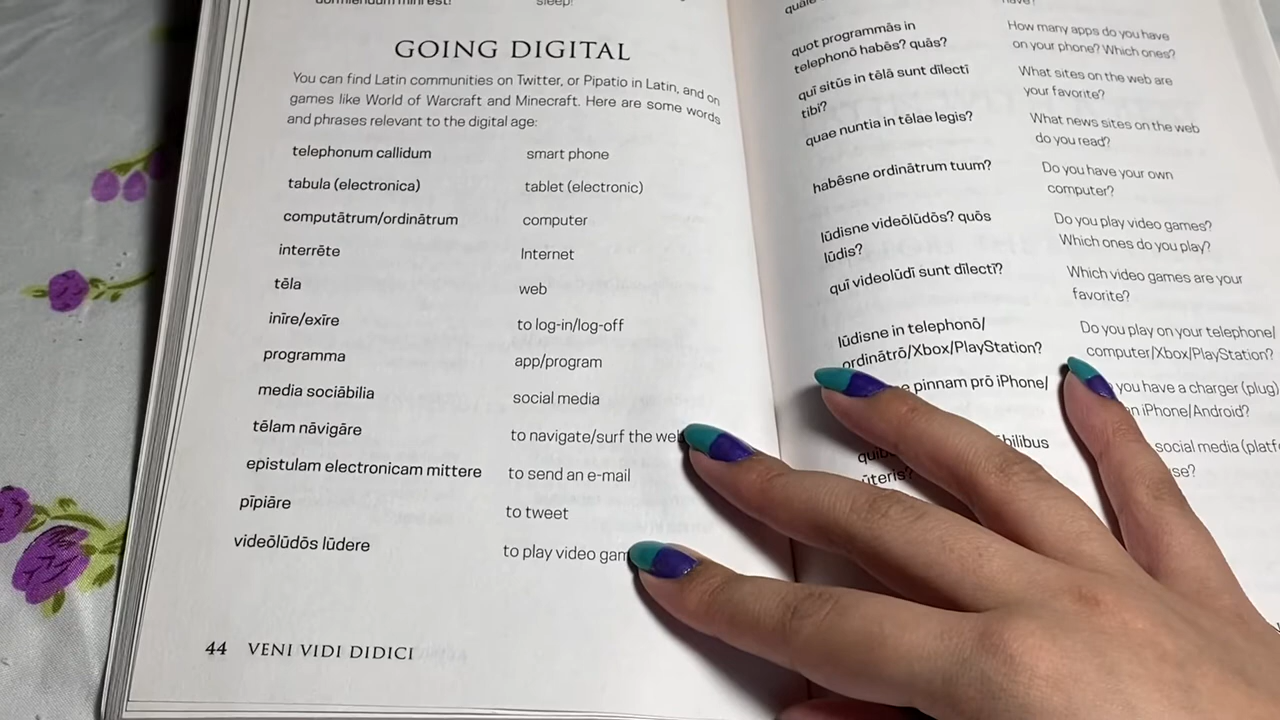 dormiendum mihi est!
sleep!
GOING DIGITAL
You can find Latin communities on Twitter, or Pipatio in Latin, and on
games like World of Warcraft and Minecraft. Here are some words
and phrases relevant to the digital age:
telephonum callidum smart phone
tabula (electronica) tablet (electronic)
computātrum/ordinātrum computer
interrēte Internet
tēla web
inīre/exīre to log-in/log-off
programma app/program
media sociābilia social media
tēlam nāvigāre to navigate/surf the web
epistulam electronicam mittere to send an e-mail
pīpiāre to tweet
videōlūdōs lūdere to play video
44 VENI VIDI DIDICI
have?
quot programmās in How many apps do you have
telephonō habēs? quās? on your phone? Which ones?
quī sitūs in tēlā sunt dīlectī What sites on the web are
tibi? your favorite?
quae nuntia in tēlae legis? What news sites on the web
do you read?
habēsne ordinātrum tuum? Do you have your own
computer?
lūdisne videōlūdōs? quōs Do you play video games?
lūdis? Which ones do you play?
quī videolūdī sunt dīlectī? Which video games are your
favorite?
lūdisne in telephonō/ Do you play on your telephone/
ordinātrō/Xbox/PlayStation? computer/Xbox/PlayStation?
pinnam prō iPhone/ you have a charger (plug)
iPhone/Android?
social media
ūteris?